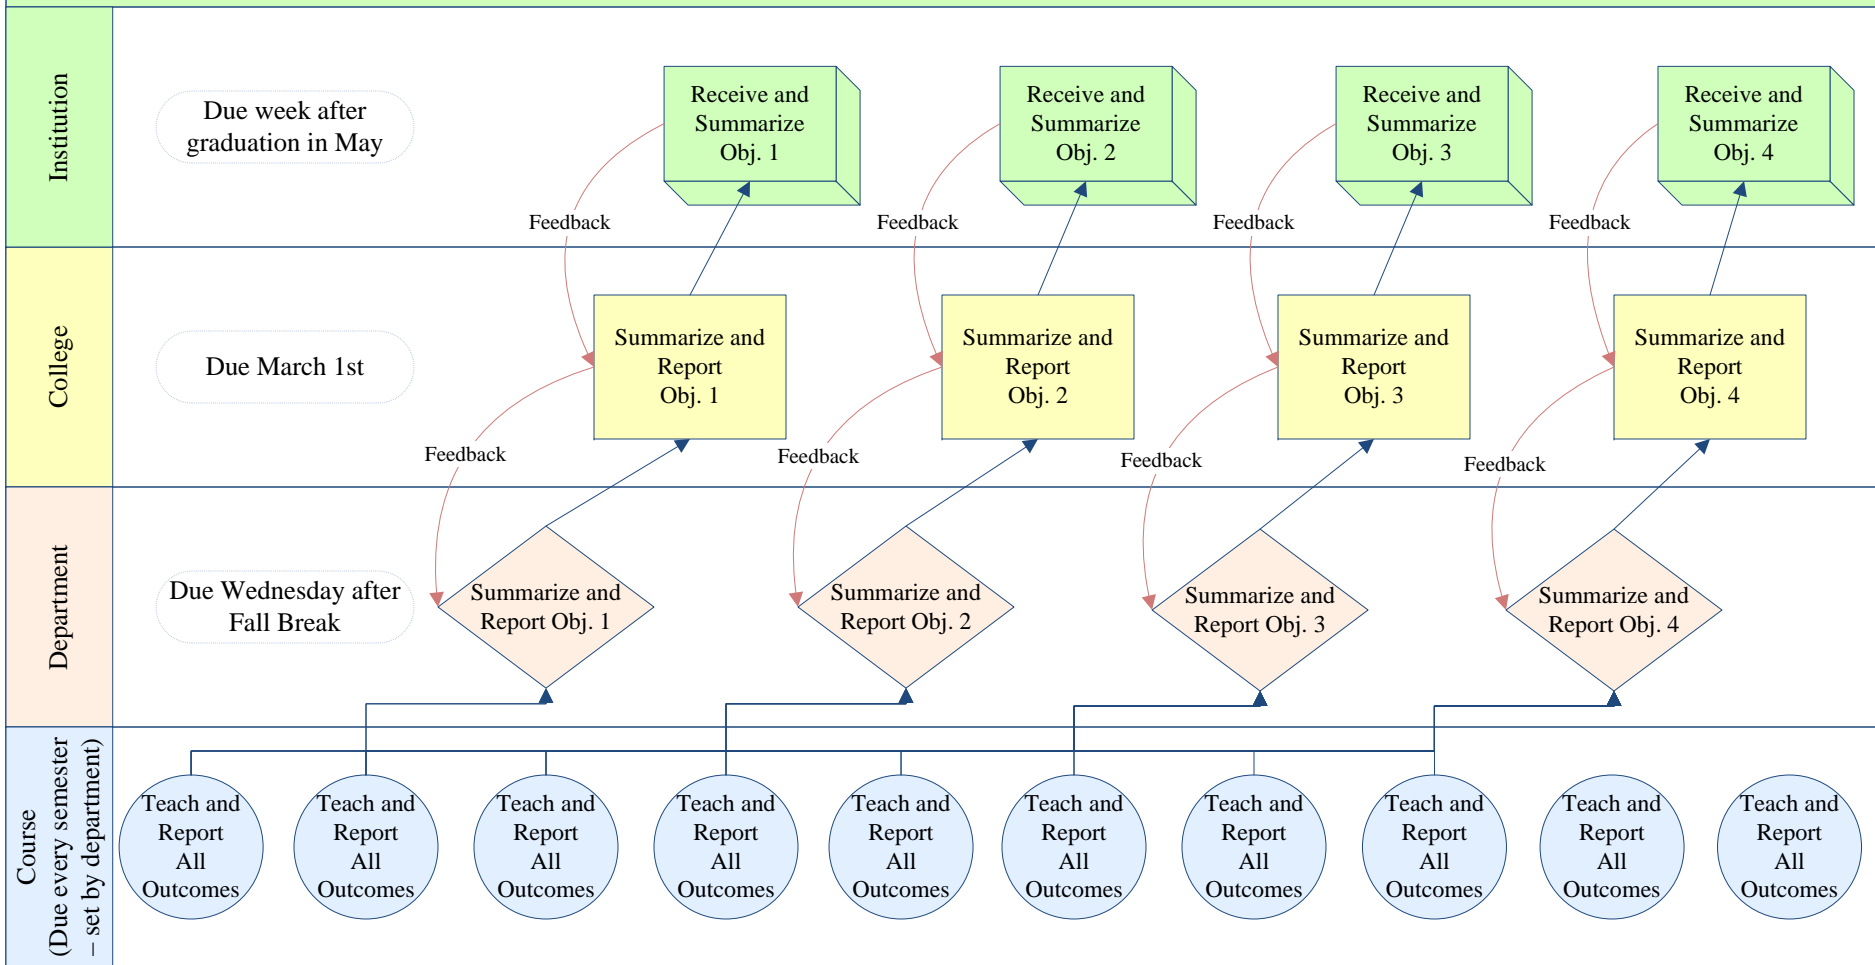 Institution
Due week after
graduation in May
Receive and
Summarize
Obj. 1
Receive and
Summarize
Obj. 2
Receive and
Summarize
Obj. 3
Receive and
Summarize
Obj. 4
Feedback
Feedback
Feedback
Feedback
College
Due March 1st
Summarize and
Report
Obj. 1
Summarize and
Report
Obj. 2
Summarize and
Report
Obj. 3
Summarize and
Report
Obj. 4
Feedback
Feedback
Feedback
Feedback
Department
Due Wednesday after
Fall Break
Summarize and
Report Obj. 1
Summarize and
Report Obj. 2
Summarize and
Report Obj. 3
Summarize and
Report Obj. 4
Course
(Due every semester
– set by department)
Teach and
Report
All
Outcomes
Teach and
Report
All
Outcomes
Teach and
Report
All
Outcomes
Teach and
Report
All
Outcomes
Teach and
Report
All
Outcomes
Teach and
Report
All
Outcomes
Teach and
Report
All
Outcomes
Teach and
Report
All
Outcomes
Teach and
Report
All
Outcomes
Teach and
Report
All
Outcomes